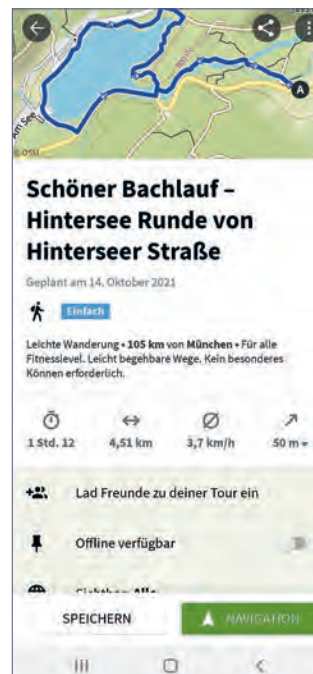 Am See
A
Schöner Bachlauf –
Hintersee Runde von
Hinterseer Straße
Geplant am 14. Oktober 2021
Einfach
Leichte Wanderung • 105 km von München • Für alle
Fitnesslevel. Leicht begehbare Wege. Kein besonderes
Können erforderlich.
1 Std. 12
4,51 km
3,7 km/h
50 m
Lad Freunde zu deiner Tour ein
Offline verfügbar
Alle
SPEICHERN
NAVIGATION